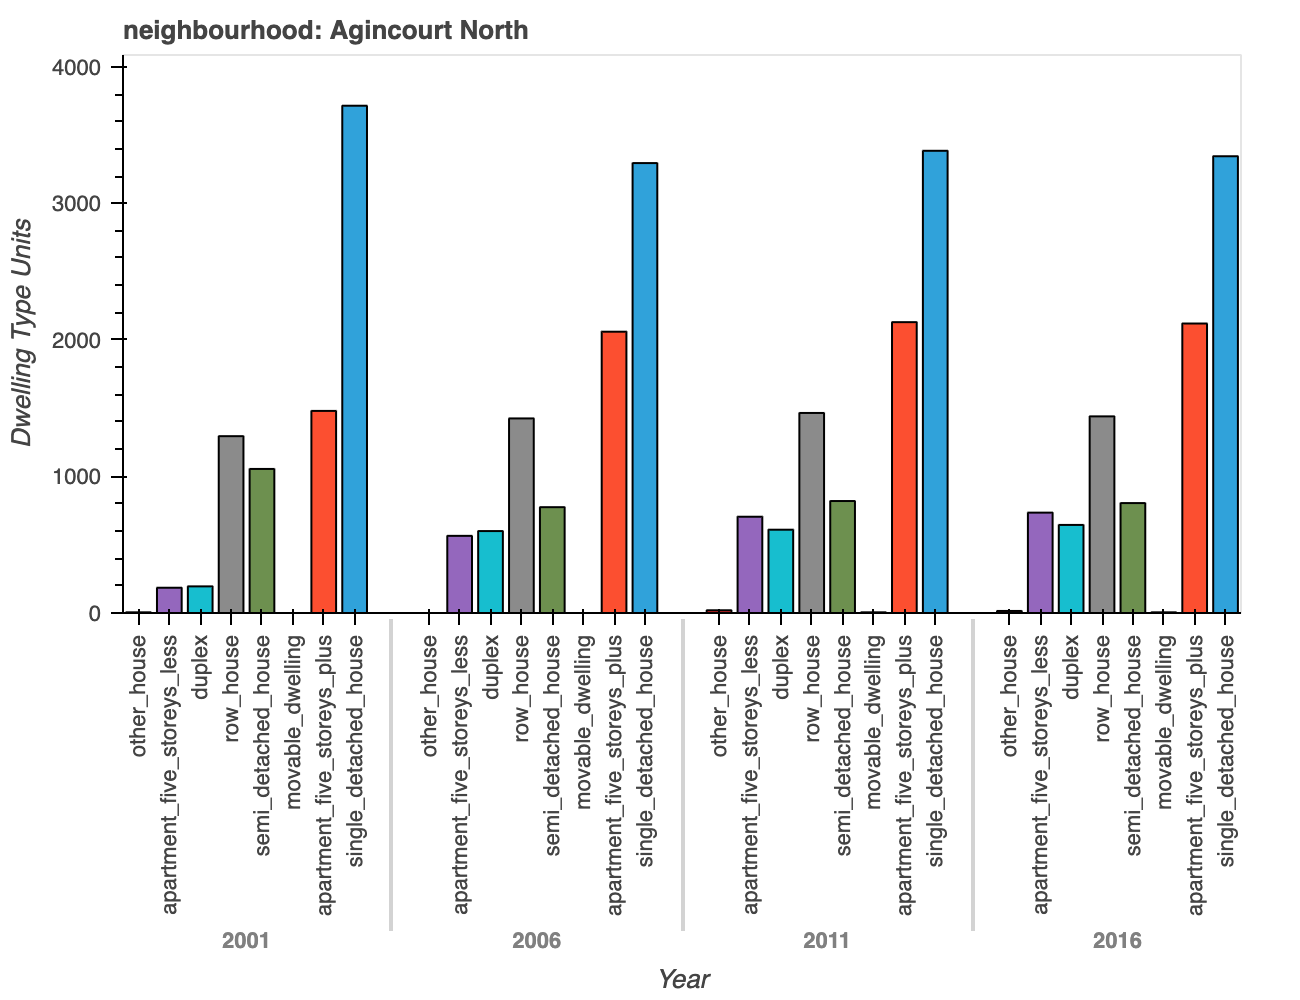 neighbourhood: Agincourt North
Dwelling Type Units
4000
3000
2000
1000
0
other_house
apartment_five_storeys_less
duplex
row_house
semi_detached_house
movable_dwelling
apartment_five_storeys_plus
single_detached_house
other_house
apartment_five_storeys_less
duplex
row_house
semi_detached_house
movable_dwelling
apartment_five_storeys_plus
single_detached_house
other_house
apartment_five_storeys_less
duplex
row_house
semi_detached_house
movable_dwelling
apartment_five_storeys_plus
single_detached_house
other_house
apartment_five_storeys_less
duplex
row_house
semi_detached_house
movable_dwelling
apartment_five_storeys_plus
single_detached_house
2001 2006 2011 2016
Year